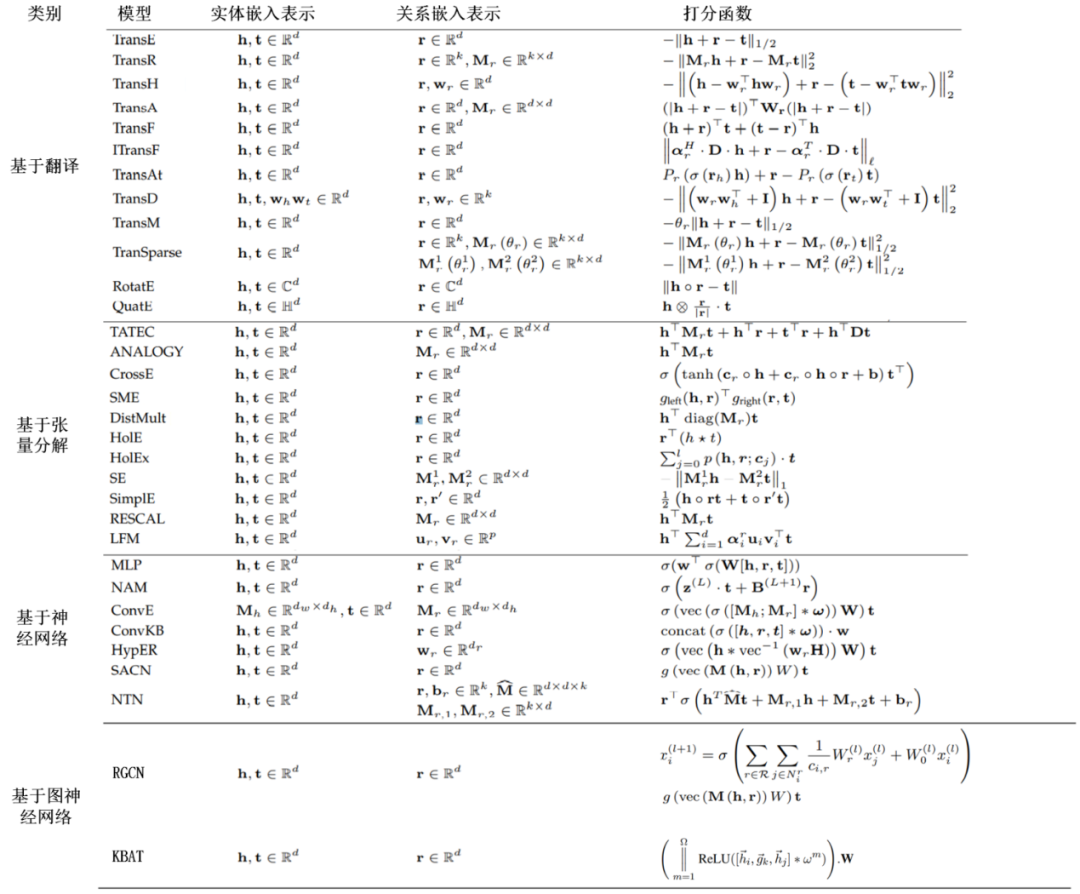 类别 模型 实体嵌入表示 关系嵌入表示 打分函数
基于翻译
TransE h, t ∈ ℝ^d r ∈ ℝ^d −‖h + r − t‖_{1/2}
TransR h, t ∈ ℝ^d r ∈ ℝ^k, M_r ∈ ℝ^{k×d} −‖M_r h + r − M_r t‖_2^2
TransH h, t ∈ ℝ^d r, w_r ∈ ℝ^d −‖(h − w_r^⊤ h w_r) + r − (t − w_r^⊤ t w_r)‖_2^2
TransA h, t ∈ ℝ^d r ∈ ℝ^d, M_r ∈ ℝ^{d×d} (|h + r − t|)^⊤ W_r (|h + r − t|)
TransF h, t ∈ ℝ^d r ∈ ℝ^d (h + r)^⊤ t + (t − r)^⊤ h
ITransF h, t ∈ ℝ^d r ∈ ℝ^d ‖α_r^H · D · h + r − α_r^T · D · t‖_ℓ
TransAt h, t ∈ ℝ^d r ∈ ℝ^d P_r (σ (r_h) h) + r − P_r (σ (r_t) t)
TransD h, t, w_h w_t ∈ ℝ^d r, w_r ∈ ℝ^k −‖(w_r w_h^⊤ + I) h + r − (w_r w_t^⊤ + I) t‖_2^2
TransM h, t ∈ ℝ^d r ∈ ℝ^d −θ_r ‖h + r − t‖_{1/2}
TranSparse h, t ∈ ℝ^d r ∈ ℝ^k, M_r (θ_r) ∈ ℝ^{k×d} −‖M_r (θ_r) h + r − M_r (θ_r) t‖_{1/2}^2
M_r^1 (θ_r^1), M_r^2 (θ_r^2) ∈ ℝ^{k×d} −‖M_r^1 (θ_r^1) h + r − M_r^2 (θ_r^2) t‖_{1/2}^2
RotatE h, t ∈ ℂ^d r ∈ ℂ^d ‖h ∘ r − t‖
QuatE h, t ∈ ℍ^d r ∈ ℍ^d h ⊗ r/|r| · t
基于张量分解
TATEC h, t ∈ ℝ^d r ∈ ℝ^d, M_r ∈ ℝ^{d×d} h^⊤ M_r t + h^⊤ r + t^⊤ r + h^⊤ D t
ANALOGY h, t ∈ ℝ^d M_r ∈ ℝ^{d×d} h^⊤ M_r t
CrossE h, t ∈ ℝ^d r ∈ ℝ^d σ (tanh (c_r ∘ h + c_r ∘ h ∘ r + b) t^⊤)
SME h, t ∈ ℝ^d r ∈ ℝ^d g_left(h, r)^⊤ g_right(r, t)
DistMult h, t ∈ ℝ^d r ∈ ℝ^d h^⊤ diag(M_r) t
HolE h, t ∈ ℝ^d r ∈ ℝ^d r^⊤ (h ⋆ t)
HolEx h, t ∈ ℝ^d r ∈ ℝ^d ∑_{j=0}^l p (h, r; c_j) · t
SE h, t ∈ ℝ^d M_r^1, M_r^2 ∈ ℝ^{d×d} −‖M_r^1 h − M_r^2 t‖_1
SimplE h, t ∈ ℝ^d r, r′ ∈ ℝ^d 1/2 (h ∘ rt + t ∘ r′t)
RESCAL h, t ∈ ℝ^d M_r ∈ ℝ^{d×d} h^⊤ M_r t
LFM h, t ∈ ℝ^d u_r, v_r ∈ ℝ^p h^⊤ ∑_{i=1}^d α_i^r u_i v_i^⊤ t
基于神经网络
MLP h, t ∈ ℝ^d r ∈ ℝ^d σ(w^⊤ σ(W[h, r, t]))
NAM h, t ∈ ℝ^d r ∈ ℝ^d σ (z^{(L)} · t + B^{(L+1)} r)
ConvE M_h ∈ ℝ^{d_w×d_h}, t ∈ ℝ^d M_r ∈ ℝ^{d_w×d_h} σ (vec (σ ([M_h; M_r] ∗ ω)) W) t
ConvKB h, t ∈ ℝ^d r ∈ ℝ^d concat (σ ([h, r, t] ∗ ω)) · w
HypER h, t ∈ ℝ^d w_r ∈ ℝ^{d_r} σ (vec (h ∗ vec^{−1} (w_r H)) W) t
SACN h, t ∈ ℝ^d r ∈ ℝ^d g (vec (M (h, r)) W) t
NTN h, t ∈ ℝ^d r, b_r ∈ ℝ^k, M̂ ∈ ℝ^{d×d×k} r^⊤ σ (h^T M̂ t + M_{r,1} h + M_{r,2} t + b_r)
M_{r,1}, M_{r,2} ∈ ℝ^{k×d}
基于图神经网络
RGCN h, t ∈ ℝ^d r ∈ ℝ^d x_i^{(l+1)} = σ (∑_{r∈R} ∑_{j∈N_i^r} 1/c_{i,r} W_r^{(l)} x_j^{(l)} + W_0^{(l)} x_i^{(l)})
g (vec (M (h, r)) W) t
KBAT h, t ∈ ℝ^d r ∈ ℝ^d (‖_{m=1}^Ω ReLU([h⃗_i, g⃗_k, h⃗_j] ∗ ω^m)).W